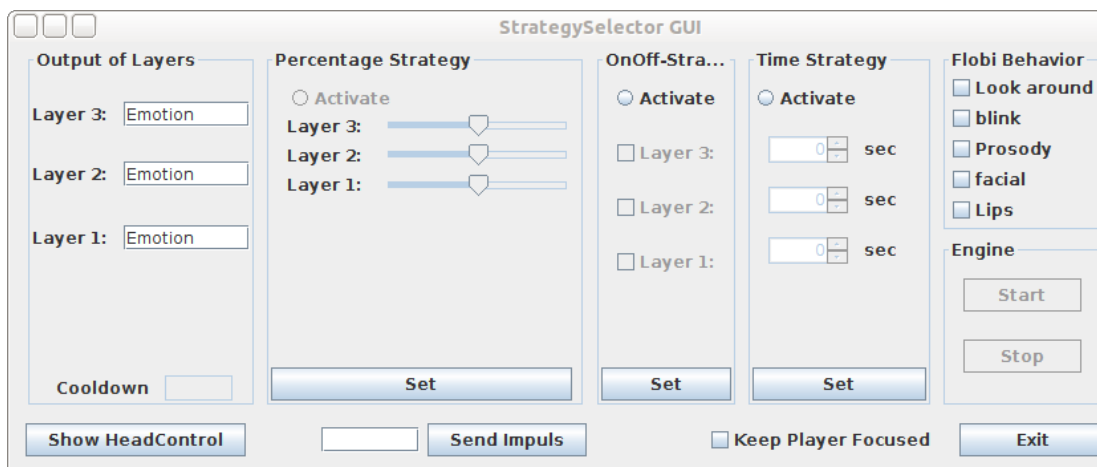 StrategySelector GUI
Output of Layers
Layer 3: Emotion
Layer 2: Emotion
Layer 1: Emotion
Cooldown
Percentage Strategy
Activate
Layer 3:
Layer 2:
Layer 1:
Set
OnOff-Stra...
Activate
Layer 3:
Layer 2:
Layer 1:
Set
Time Strategy
Activate
0 sec
0 sec
0 sec
Set
Flobi Behavior
Look around
blink
Prosody
facial
Lips
Engine
Start
Stop
Show HeadControl
Send Impuls
Keep Player Focused
Exit